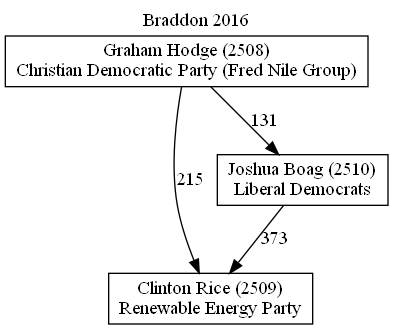 Braddon 2016
Graham Hodge (2508)
Christian Democratic Party (Fred Nile Group)
131
Joshua Boag (2510)
Liberal Democrats
215
373
Clinton Rice (2509)
Renewable Energy Party